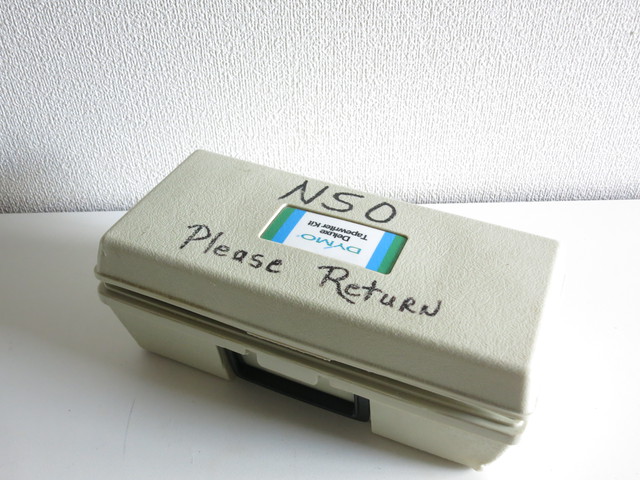 NSO
DYMO®
Deluxe
Tapewriter Kit
Please Return